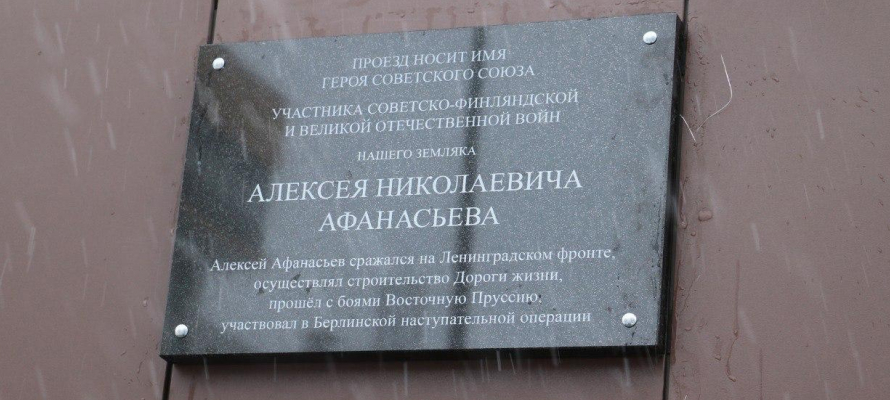 ПРОЕЗД НОСИТ ИМЯ
ГЕРОЯ СОВЕТСКОГО СОЮЗА
УЧАСТНИКА СОВЕТСКО-ФИНЛЯНДСКОЙ
И ВЕЛИКОЙ ОТЕЧЕСТВЕННОЙ ВОЙН
НАШЕГО ЗЕМЛЯКА
АЛЕКСЕЯ НИКОЛАЕВИЧА
АФАНАСЬЕВА
Алексей Афанасьев сражался на Ленинградском фронте,
осуществлял строительство Дороги жизни,
прошёл с боями Восточную Пруссию,
участвовал в Берлинской наступательной операции